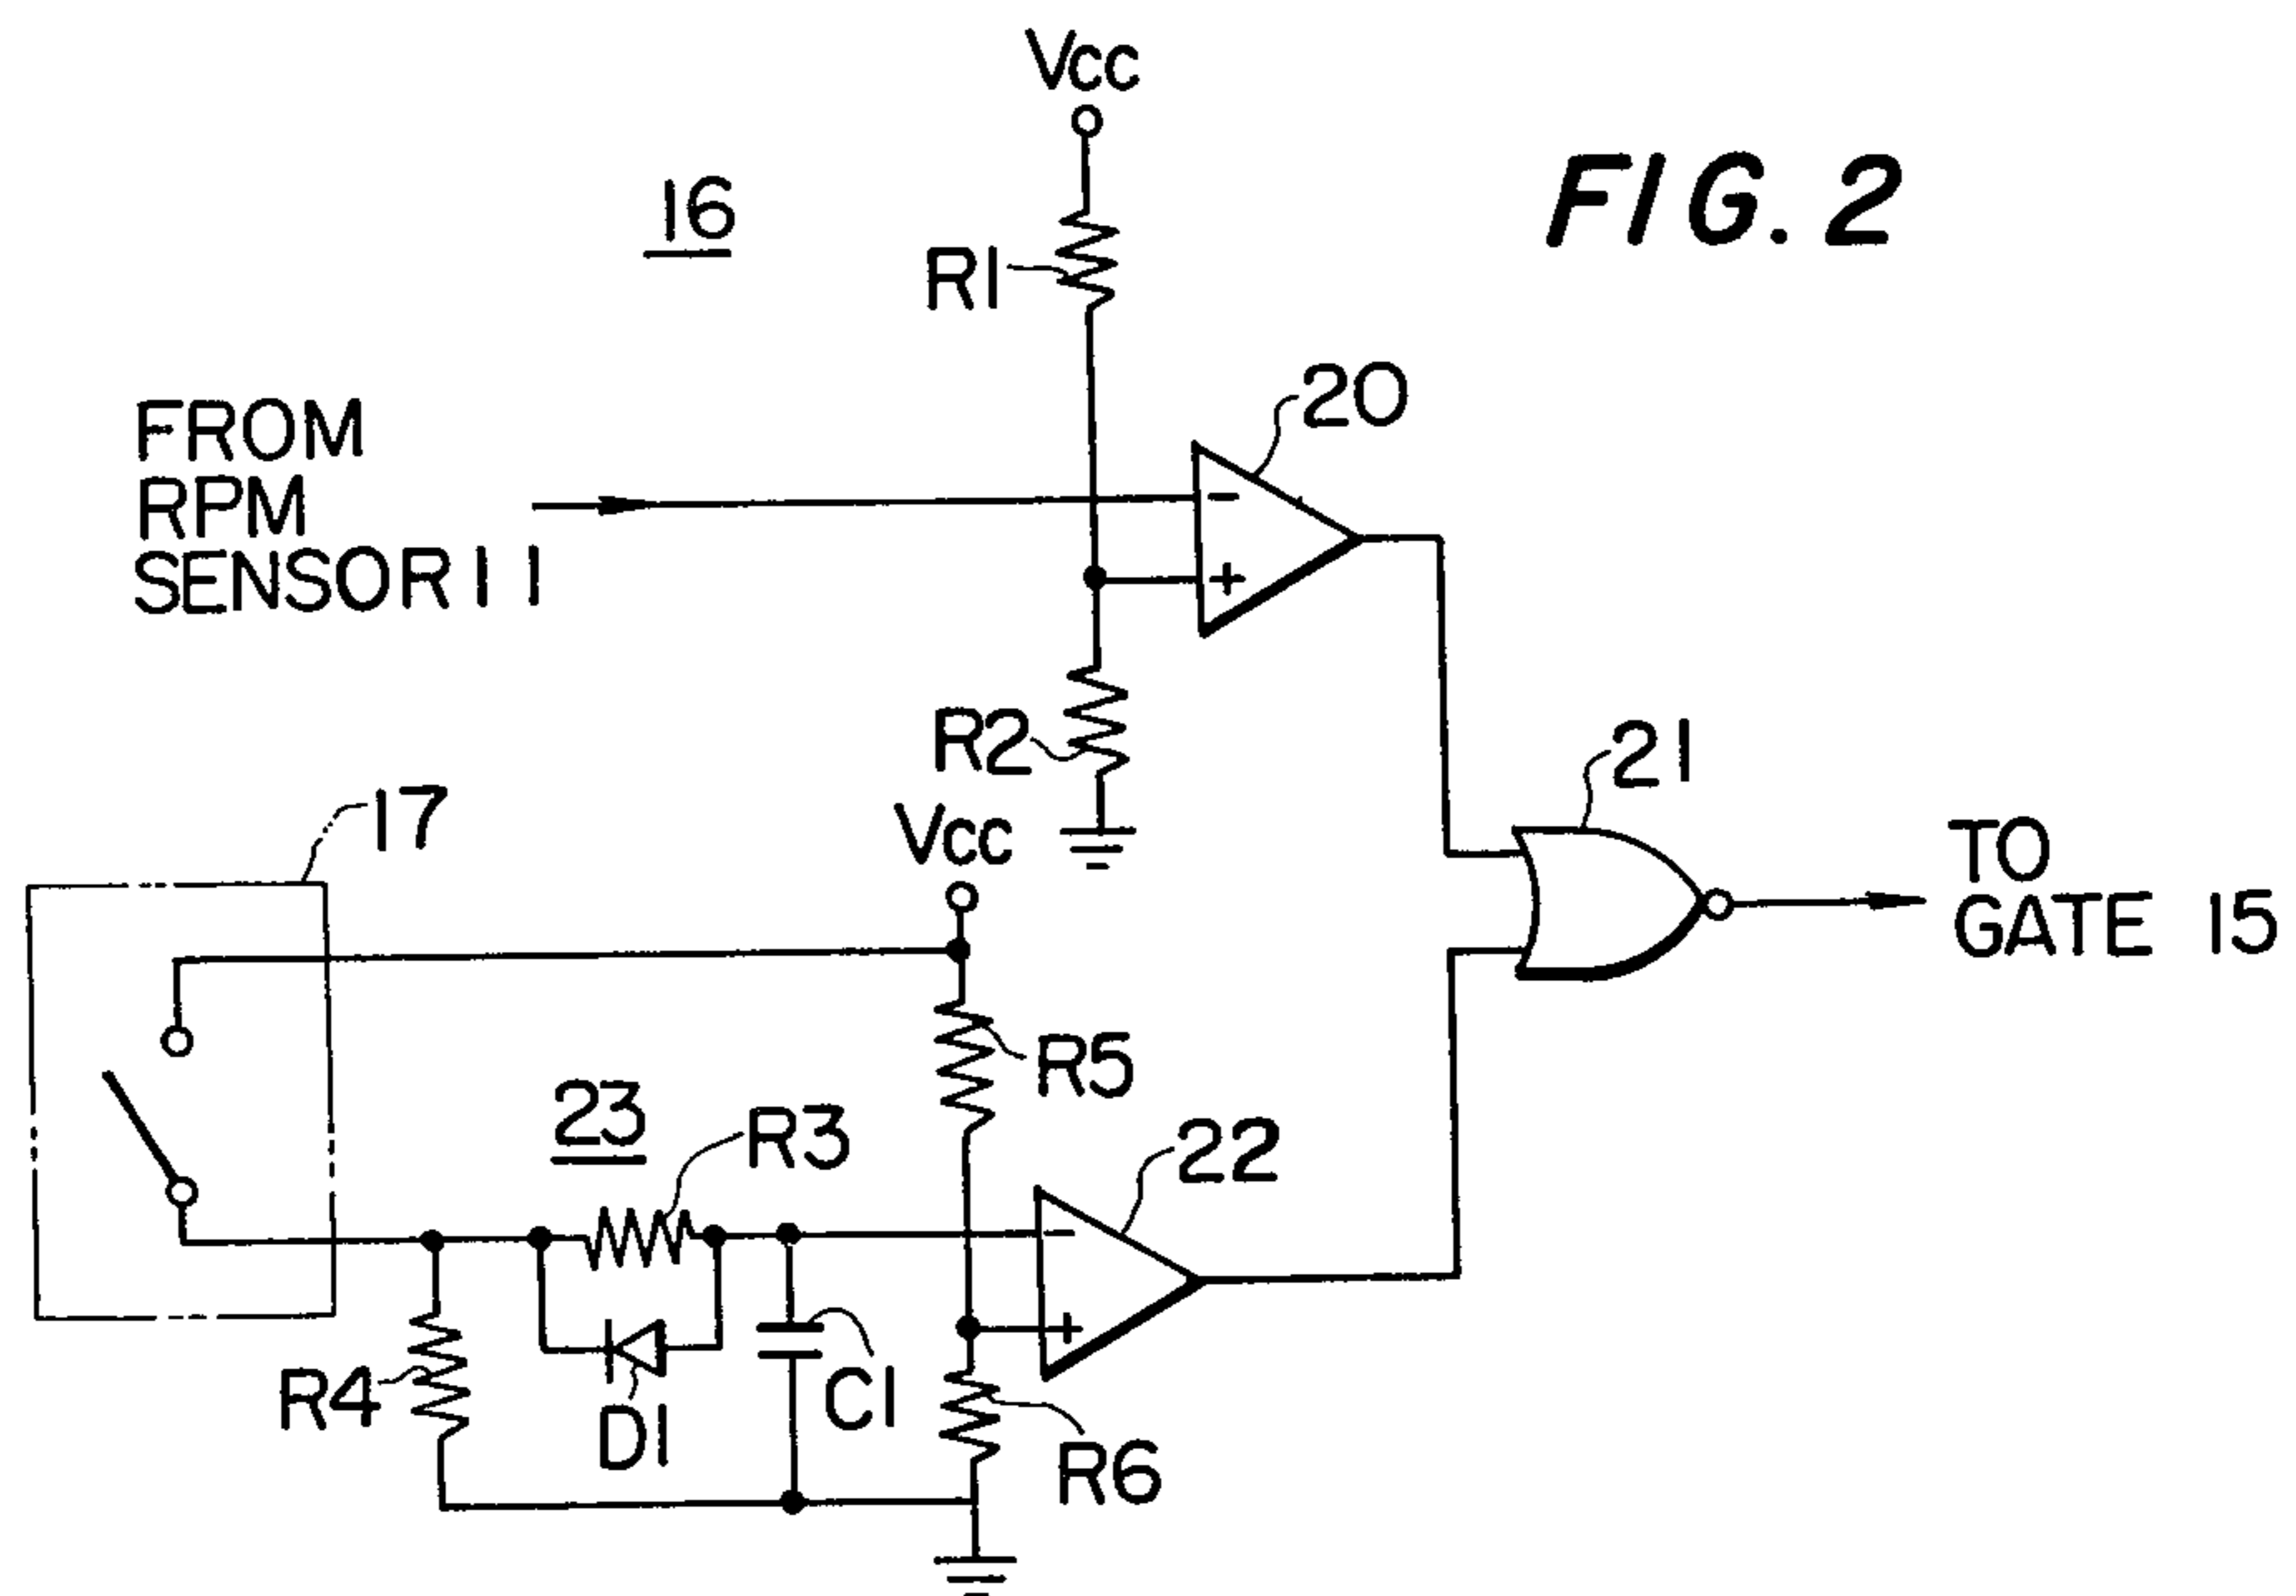 Vcc
FIG. 2
16
R1
20
FROM
RPM
SENSOR 11
R2
21
17
Vcc
TO
GATE 15
R5
23
R3
22
R4
D1
C1
R6
-
+
-
+